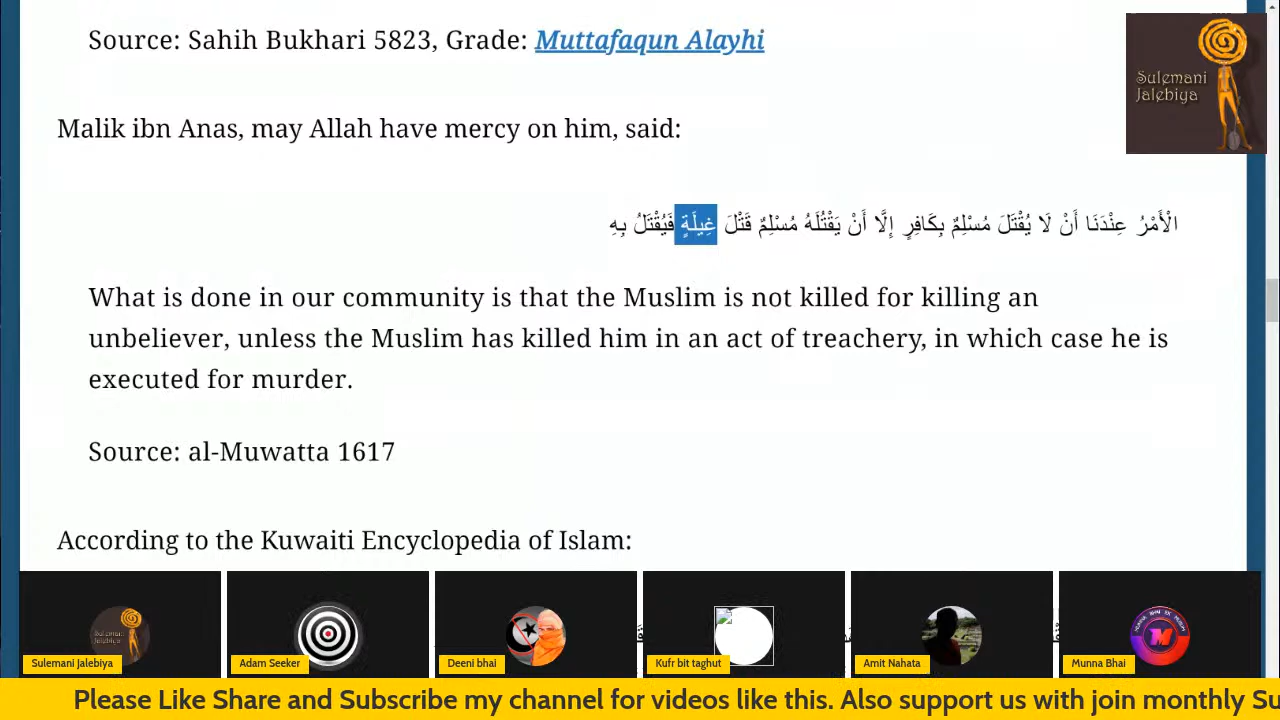 Source: Sahih Bukhari 5823, Grade: Muttafaqun Alayhi
Sulemani
Jalebiya
Malik ibn Anas, may Allah have mercy on him, said:
الْأَمْرُ عِنْدَنَا أَنْ لَا يُقْتَلَ مُسْلِمٌ بِكَافِرٍ إِلَّا أَنْ يَقْتُلَهُ مُسْلِمٌ قَتْلَ غِيلَةٍ فَيُقْتَلُ بِهِ
What is done in our community is that the Muslim is not killed for killing an
unbeliever, unless the Muslim has killed him in an act of treachery, in which case he is
executed for murder.
Source: al-Muwatta 1617
According to the Kuwaiti Encyclopedia of Islam:
Sulemani Jalebiya
Adam Seeker
Deeni bhai
Kufr bit taghut
Amit Nahata
Munna Bhai
Please Like Share and Subscribe my channel for videos like this. Also support us with join monthly Su